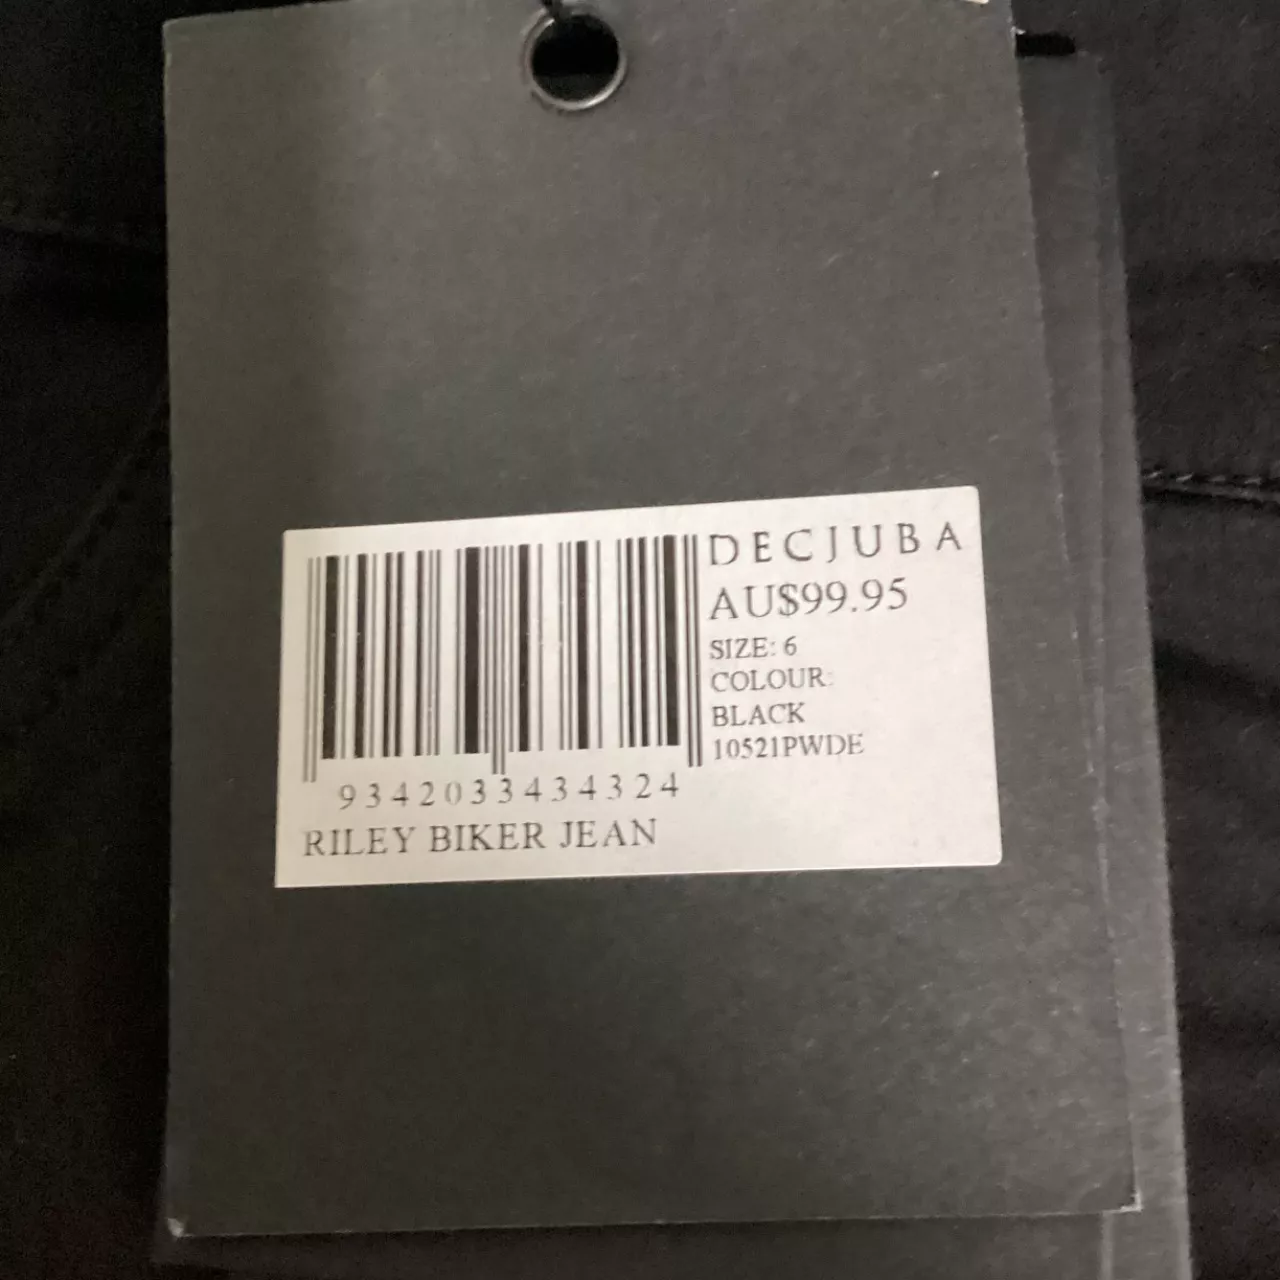 DECJUBA
AU$99.95
SIZE: 6
COLOUR:
BLACK
10521PWDE
9342033434324
RILEY BIKER JEAN